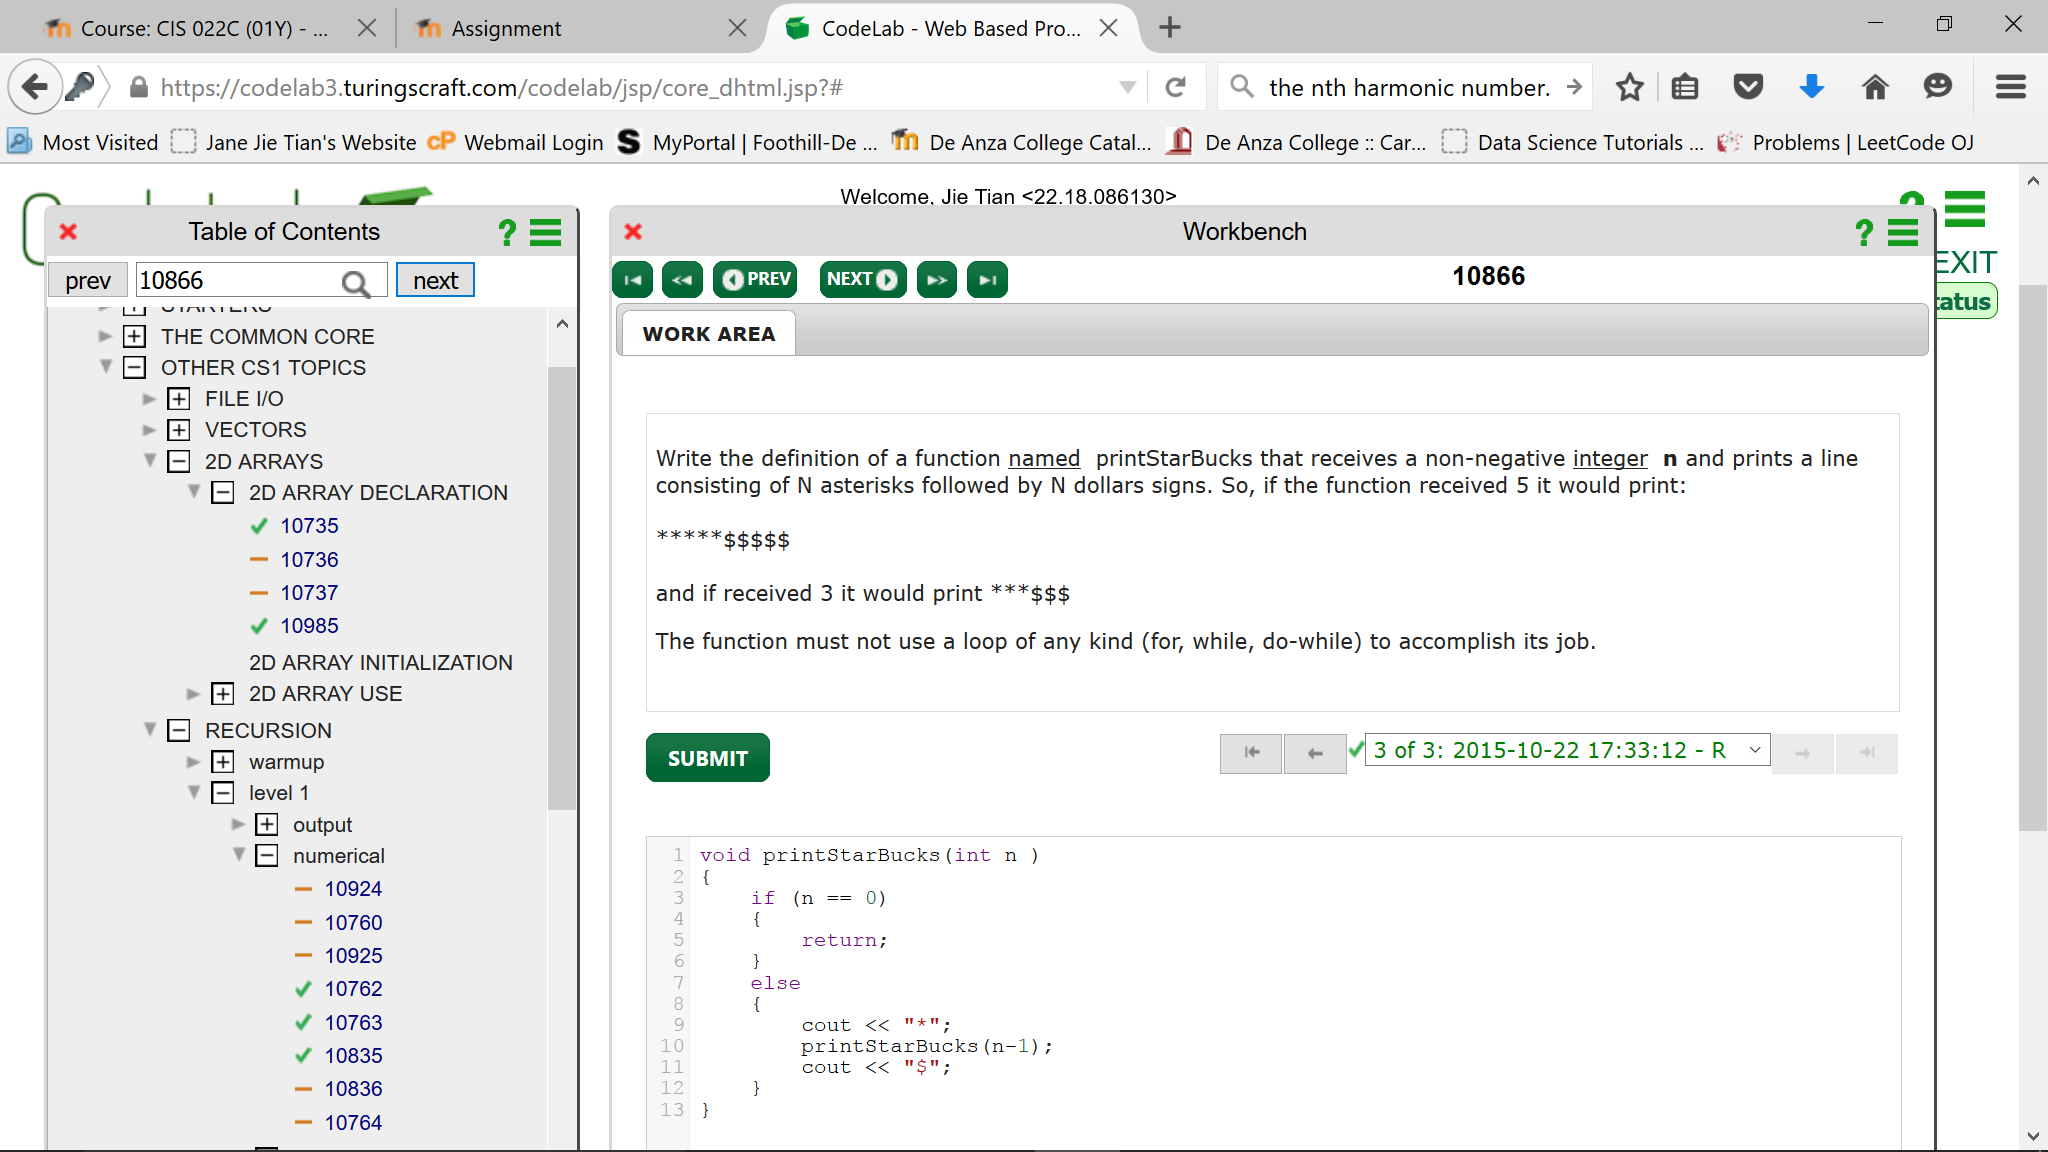 Course: CIS 022C (01Y) - ...
Assignment
CodeLab - Web Based Pro...
https://codelab3.turingscraft.com/codelab/jsp/core_dhtml.jsp?#
the nth harmonic number.
Most Visited
Jane Jie Tian's Website
cP Webmail Login
S MyPortal | Foothill-De ...
De Anza College Catal...
De Anza College :: Car...
Data Science Tutorials ...
Problems | LeetCode OJ
Welcome, Jie Tian <22.18.086130>
EXIT
tatus
Table of Contents
?
prev
10866
next
THE COMMON CORE
OTHER CS1 TOPICS
FILE I/O
VECTORS
2D ARRAYS
2D ARRAY DECLARATION
10735
10736
10737
10985
2D ARRAY INITIALIZATION
2D ARRAY USE
RECURSION
warmup
level 1
output
numerical
10924
10760
10925
10762
10763
10835
10836
10764
Workbench
?
PREV
NEXT
10866
WORK AREA
Write the definition of a function named printStarBucks that receives a non-negative integer n and prints a line
consisting of N asterisks followed by N dollars signs. So, if the function received 5 it would print:
*****$$$$$
and if received 3 it would print ***$$$
The function must not use a loop of any kind (for, while, do-while) to accomplish its job.
SUBMIT
3 of 3: 2015-10-22 17:33:12 - R
1 void printStarBucks(int n )
2 {
3 if (n == 0)
4 {
5 return;
6 }
7 else
8 {
9 cout << "*";
10 printStarBucks(n-1);
11 cout << "$";
12 }
13 }